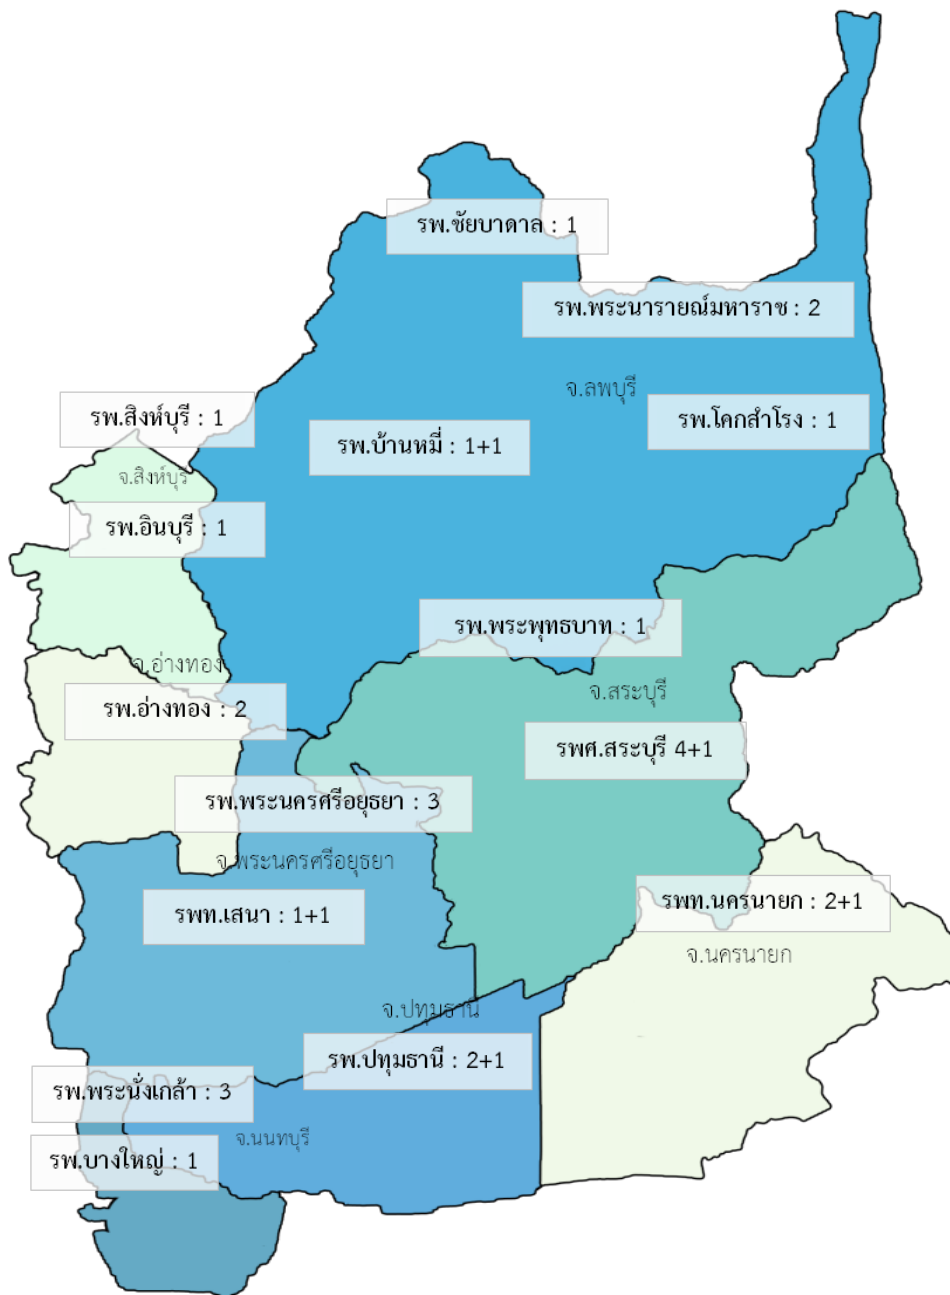 รพ.ชัยบาดาล : 1
รพ.พระนารายณ์มหาราช : 2
จ.ลพบุรี
รพ.สิงห์บุรี : 1
รพ.โคกสำโรง : 1
รพ.บ้านหมี่ : 1+1
จ.สิงห์บุรี
รพ.อินบุรี : 1
รพ.พระพุทธบาท : 1
จ.อ่างทอง
จ.สระบุรี
รพ.อ่างทอง : 2
รพศ.สระบุรี 4+1
รพ.พระนครศรีอยุธยา : 3
จ.พระนครศรีอยุธยา
รพท.นครนายก : 2+1
รพท.เสนา : 1+1
จ.นครนายก
จ.ปทุมธานี
รพ.ปทุมธานี : 2+1
รพ.พระนั่งเกล้า : 3
จ.นนทบุรี
รพ.บางใหญ่ : 1